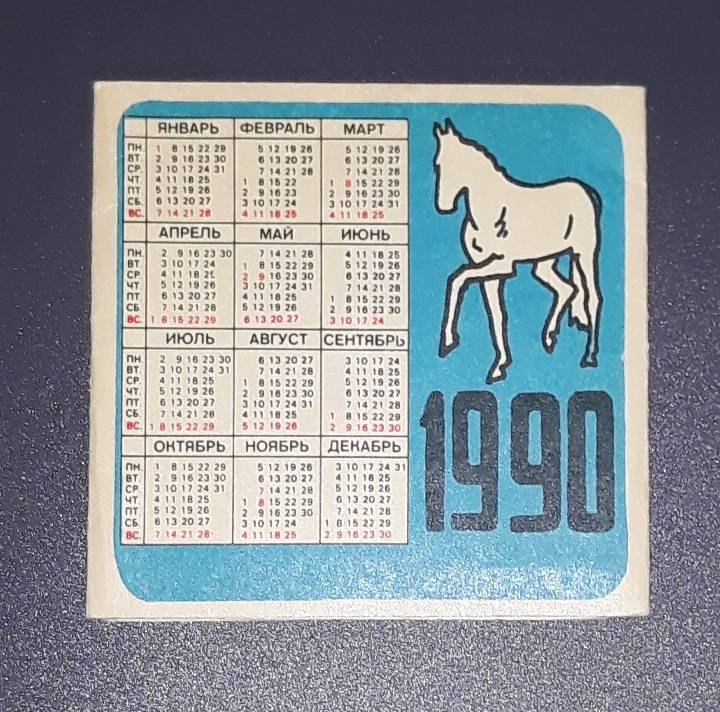 ЯНВАРЬ ФЕВРАЛЬ МАРТ
ПН. 1 8 15 22 29 5 12 19 26 5 12 19 26
ВТ. 2 9 16 23 30 6 13 20 27 6 13 20 27
СР. 3 10 17 24 31 7 14 21 28 7 14 21 28
ЧТ. 4 11 18 25 1 8 15 22 1 8 15 22 29
ПТ. 5 12 19 26 2 9 16 23 2 9 16 23 30
СБ. 6 13 20 27 3 10 17 24 3 10 17 24 31
ВС. 7 14 21 28 4 11 18 25 4 11 18 25
АПРЕЛЬ МАЙ ИЮНЬ
ПН. 2 9 16 23 30 7 14 21 28 4 11 18 25
ВТ. 3 10 17 24 1 8 15 22 29 5 12 19 26
СР. 4 11 18 25 2 9 16 23 30 6 13 20 27
ЧТ. 5 12 19 26 3 10 17 24 31 7 14 21 28
ПТ. 6 13 20 27 4 11 18 25 1 8 15 22 29
СБ. 7 14 21 28 5 12 19 26 2 9 16 23 30
ВС. 1 8 15 22 29 6 13 20 27 3 10 17 24
ИЮЛЬ АВГУСТ СЕНТЯБРЬ
ПН. 2 9 16 23 30 6 13 20 27 3 10 17 24
ВТ. 3 10 17 24 31 7 14 21 28 4 11 18 25
СР. 4 11 18 25 1 8 15 22 29 5 12 19 26
ЧТ. 5 12 19 26 2 9 16 23 30 6 13 20 27
ПТ. 6 13 20 27 3 10 17 24 31 7 14 21 28
СБ. 7 14 21 28 4 11 18 25 1 8 15 22 29
ВС. 1 8 15 22 29 5 12 19 26 2 9 16 23 30
ОКТЯБРЬ НОЯБРЬ ДЕКАБРЬ
ПН. 1 8 15 22 29 5 12 19 26 3 10 17 24 31
ВТ. 2 9 16 23 30 6 13 20 27 4 11 18 25
СР. 3 10 17 24 31 7 14 21 28 5 12 19 26
ЧТ. 4 11 18 25 1 8 15 22 29 6 13 20 27
ПТ. 5 12 19 26 2 9 16 23 30 7 14 21 28
СБ. 6 13 20 27 3 10 17 24 1 8 15 22 29
ВС. 7 14 21 28 4 11 18 25 2 9 16 23 30
1990